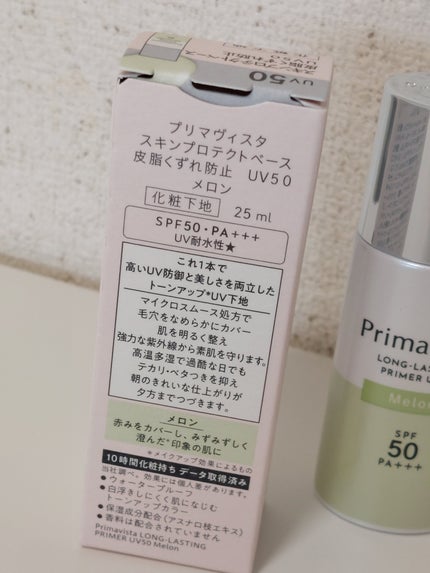 UV50
プリマヴィスタ
スキンプロテクトベース
皮脂くずれ防止 UV50
メロン
化粧下地 25 ml
SPF50・PA+++
UV耐水性★
これ1本で
高いUV防御と美しさを両立した
トーンアップ*UV下地
マイクロスムース処方で
毛穴をなめらかにカバー
肌を明るく整え
強力な紫外線から素肌を守ります。
高温多湿で過酷な日でも
テカリ・ベタつきを抑え
朝のきれいな仕上がりが
夕方までつづきます。
メロン
赤みをカバーし、みずみずしく
澄んだ*印象の肌に
*メイクアップ効果によるもの
10時間化粧持ち データ取得済み
当社調べ。効果には個人差があります。
●ウォータープルーフ
●白浮きしにくく肌になじむ
トーンアップカラー
●保湿成分配合(アスナロ枝エキス)
●香料は配合されていません
Primavista LONG-LASTING
PRIMER UV50 Melon
Primavis
LONG-LAS
PRIMER U
Melo
SPF
50
PA+++